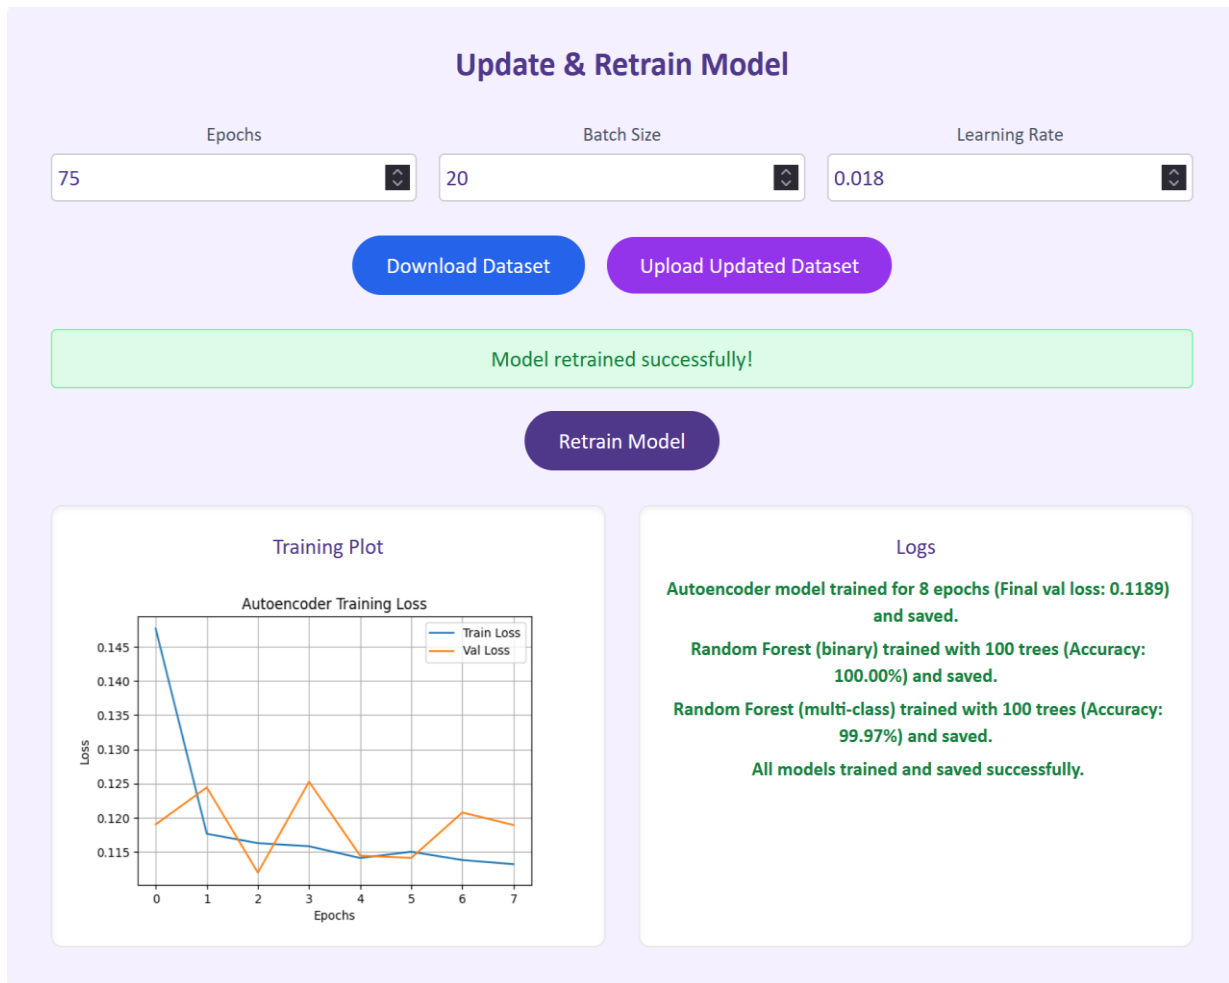 Update & Retrain Model
Epochs
Batch Size
Learning Rate
75
20
0.018
Download Dataset
Upload Updated Dataset
Model retrained successfully!
Retrain Model
Training Plot
Autoencoder Training Loss
Train Loss
Val Loss
0.145
0.140
0.135
0.130
0.125
0.120
0.115
Loss
0 1 2 3 4 5 6 7
Epochs
Logs
Autoencoder model trained for 8 epochs (Final val loss: 0.1189)
and saved.
Random Forest (binary) trained with 100 trees (Accuracy:
100.00%) and saved.
Random Forest (multi-class) trained with 100 trees (Accuracy:
99.97%) and saved.
All models trained and saved successfully.